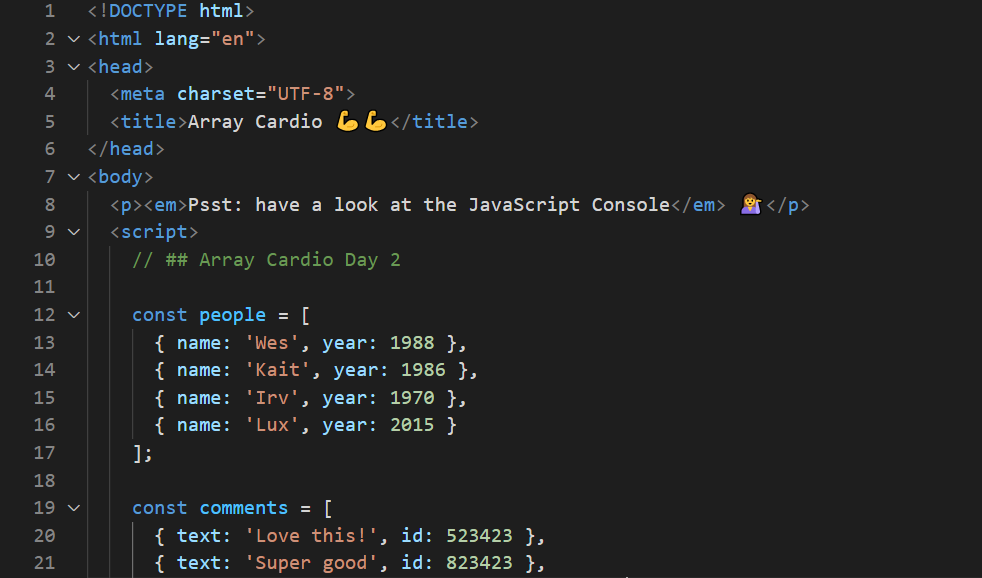 1 <!DOCTYPE html>
2 <html lang="en">
3 <head>
4   <meta charset="UTF-8">
5   <title>Array Cardio 💪💪</title>
6 </head>
7 <body>
8   <p><em>Psst: have a look at the JavaScript Console</em> 💁</p>
9   <script>
10     // ## Array Cardio Day 2
11
12     const people = [
13       { name: 'Wes', year: 1988 },
14       { name: 'Kait', year: 1986 },
15       { name: 'Irv', year: 1970 },
16       { name: 'Lux', year: 2015 }
17     ];
18
19     const comments = [
20       { text: 'Love this!', id: 523423 },
21       { text: 'Super good', id: 823423 },